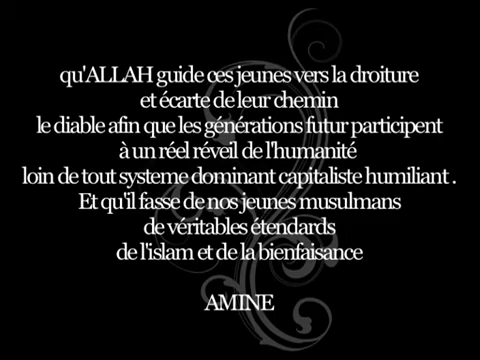 qu'ALLAH guide ces jeunes vers la droiture
et écarte de leur chemin
le diable afin que les générations futur participent
à un réel réveil de l'humanité
loin de tout systeme dominant capitaliste humiliant .
Et qu'il fasse de nos jeunes musulmans
de véritables étendards
de l'islam et de la bienfaisance
AMINE